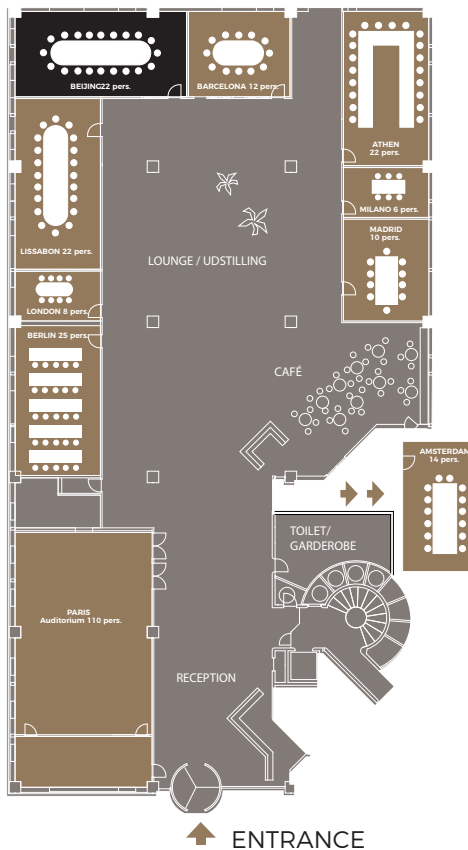 BEIJING22 pers.
BARCELONA 12 pers.
ATHEN
22 pers.
MILANO 6 pers.
MADRID
10 pers.
LISSABON 22 pers.
LOUNGE / UDSTILLING
LONDON 8 pers.
BERLIN 25 pers.
CAFÉ
AMSTERDAM
14 pers.
TOILET/
GARDEROBE
PARIS
Auditorium 110 pers.
RECEPTION
ENTRANCE